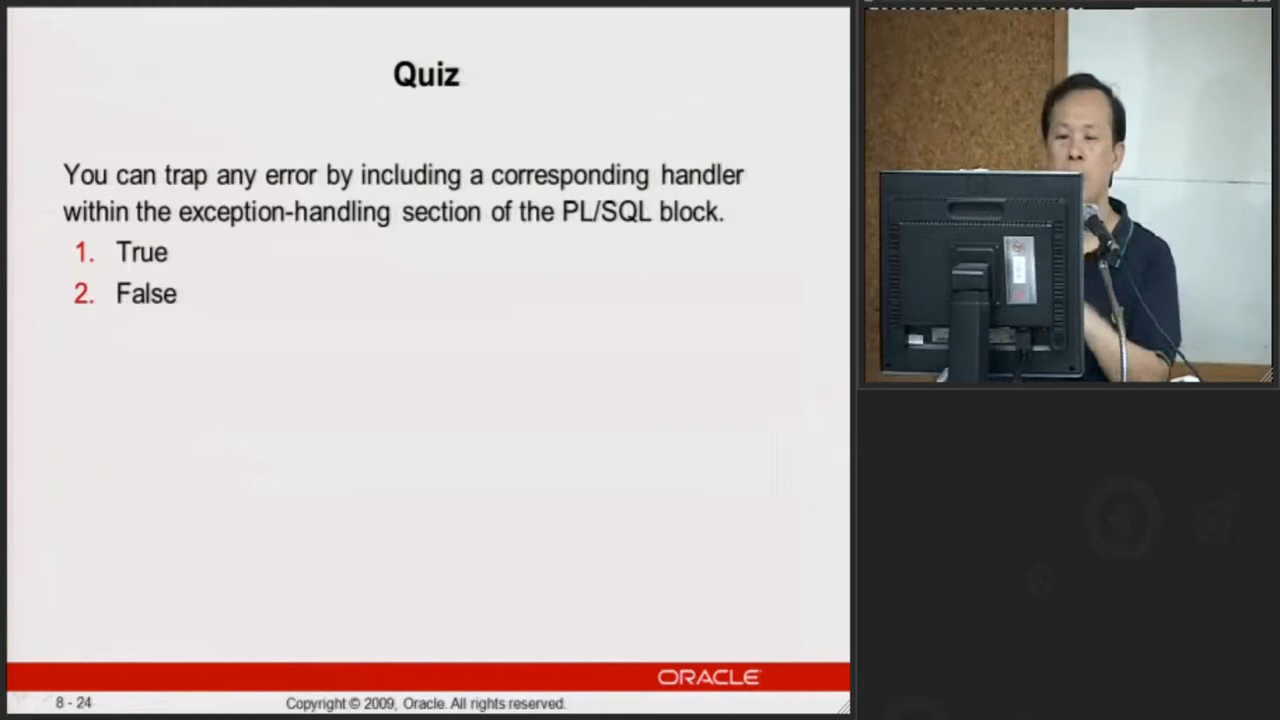 Quiz
You can trap any error by including a corresponding handler
within the exception-handling section of the PL/SQL block.
1. True
2. False
ORACLE
8 - 24
Copyright © 2009, Oracle. All rights reserved.